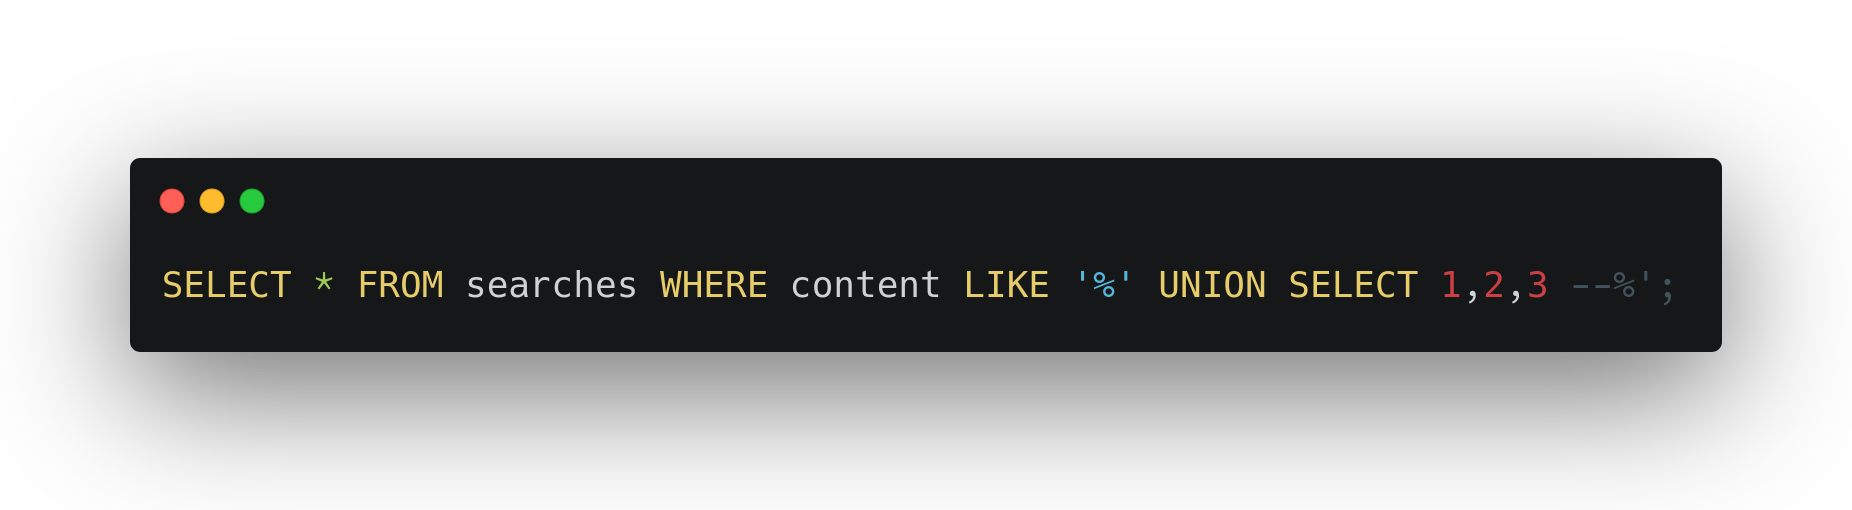 SELECT * FROM searches WHERE content LIKE '%' UNION SELECT 1,2,3 --%';